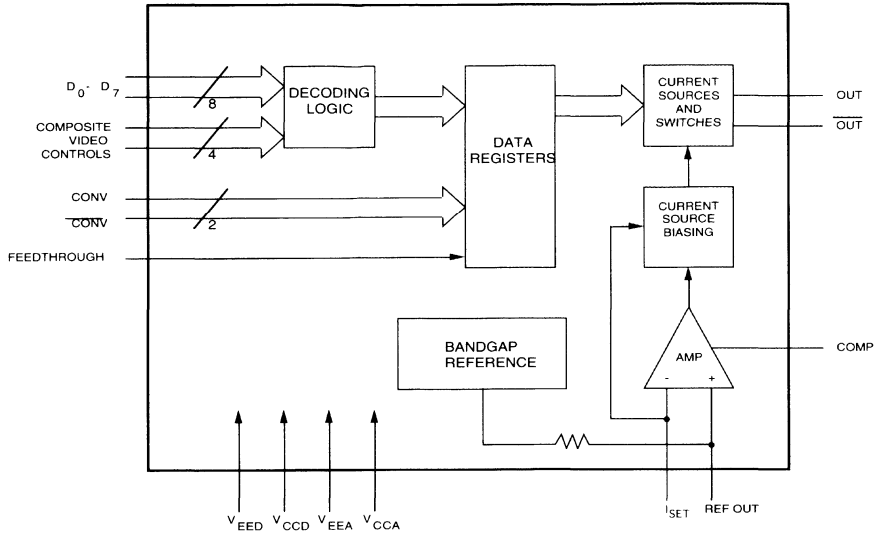 D0- D7
8
COMPOSITE
VIDEO
CONTROLS
4
CONV
CONV
2
FEEDTHROUGH
DECODING
LOGIC
DATA
REGISTERS
CURRENT
SOURCES
AND
SWITCHES
OUT
OUT
CURRENT
SOURCE
BIASING
BANDGAP
REFERENCE
AMP
- +
COMP
VEED
VCCD
VEEA
VCCA
ISET
REF OUT